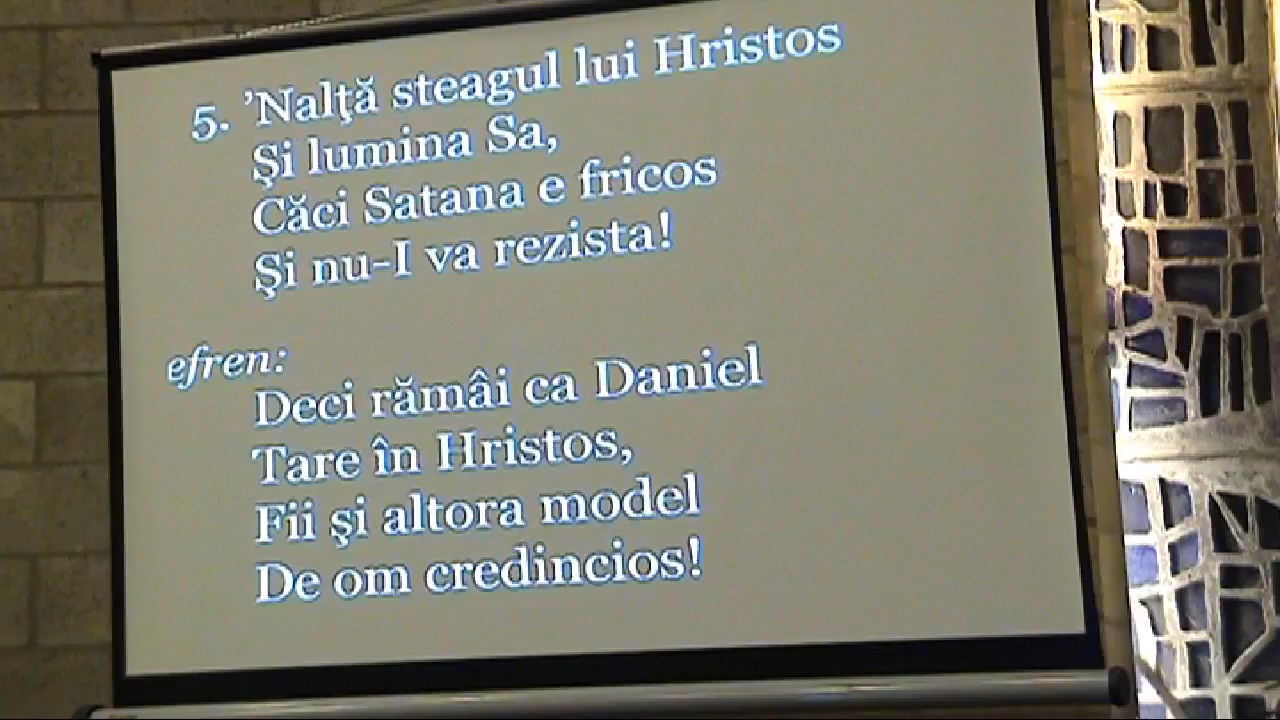 5. ’Nalţă steagul lui Hristos
Şi lumina Sa,
Căci Satana e fricos
Şi nu-I va rezista!
efren:
Deci rămâi ca Daniel
Tare în Hristos,
Fii şi altora model
De om credincios!